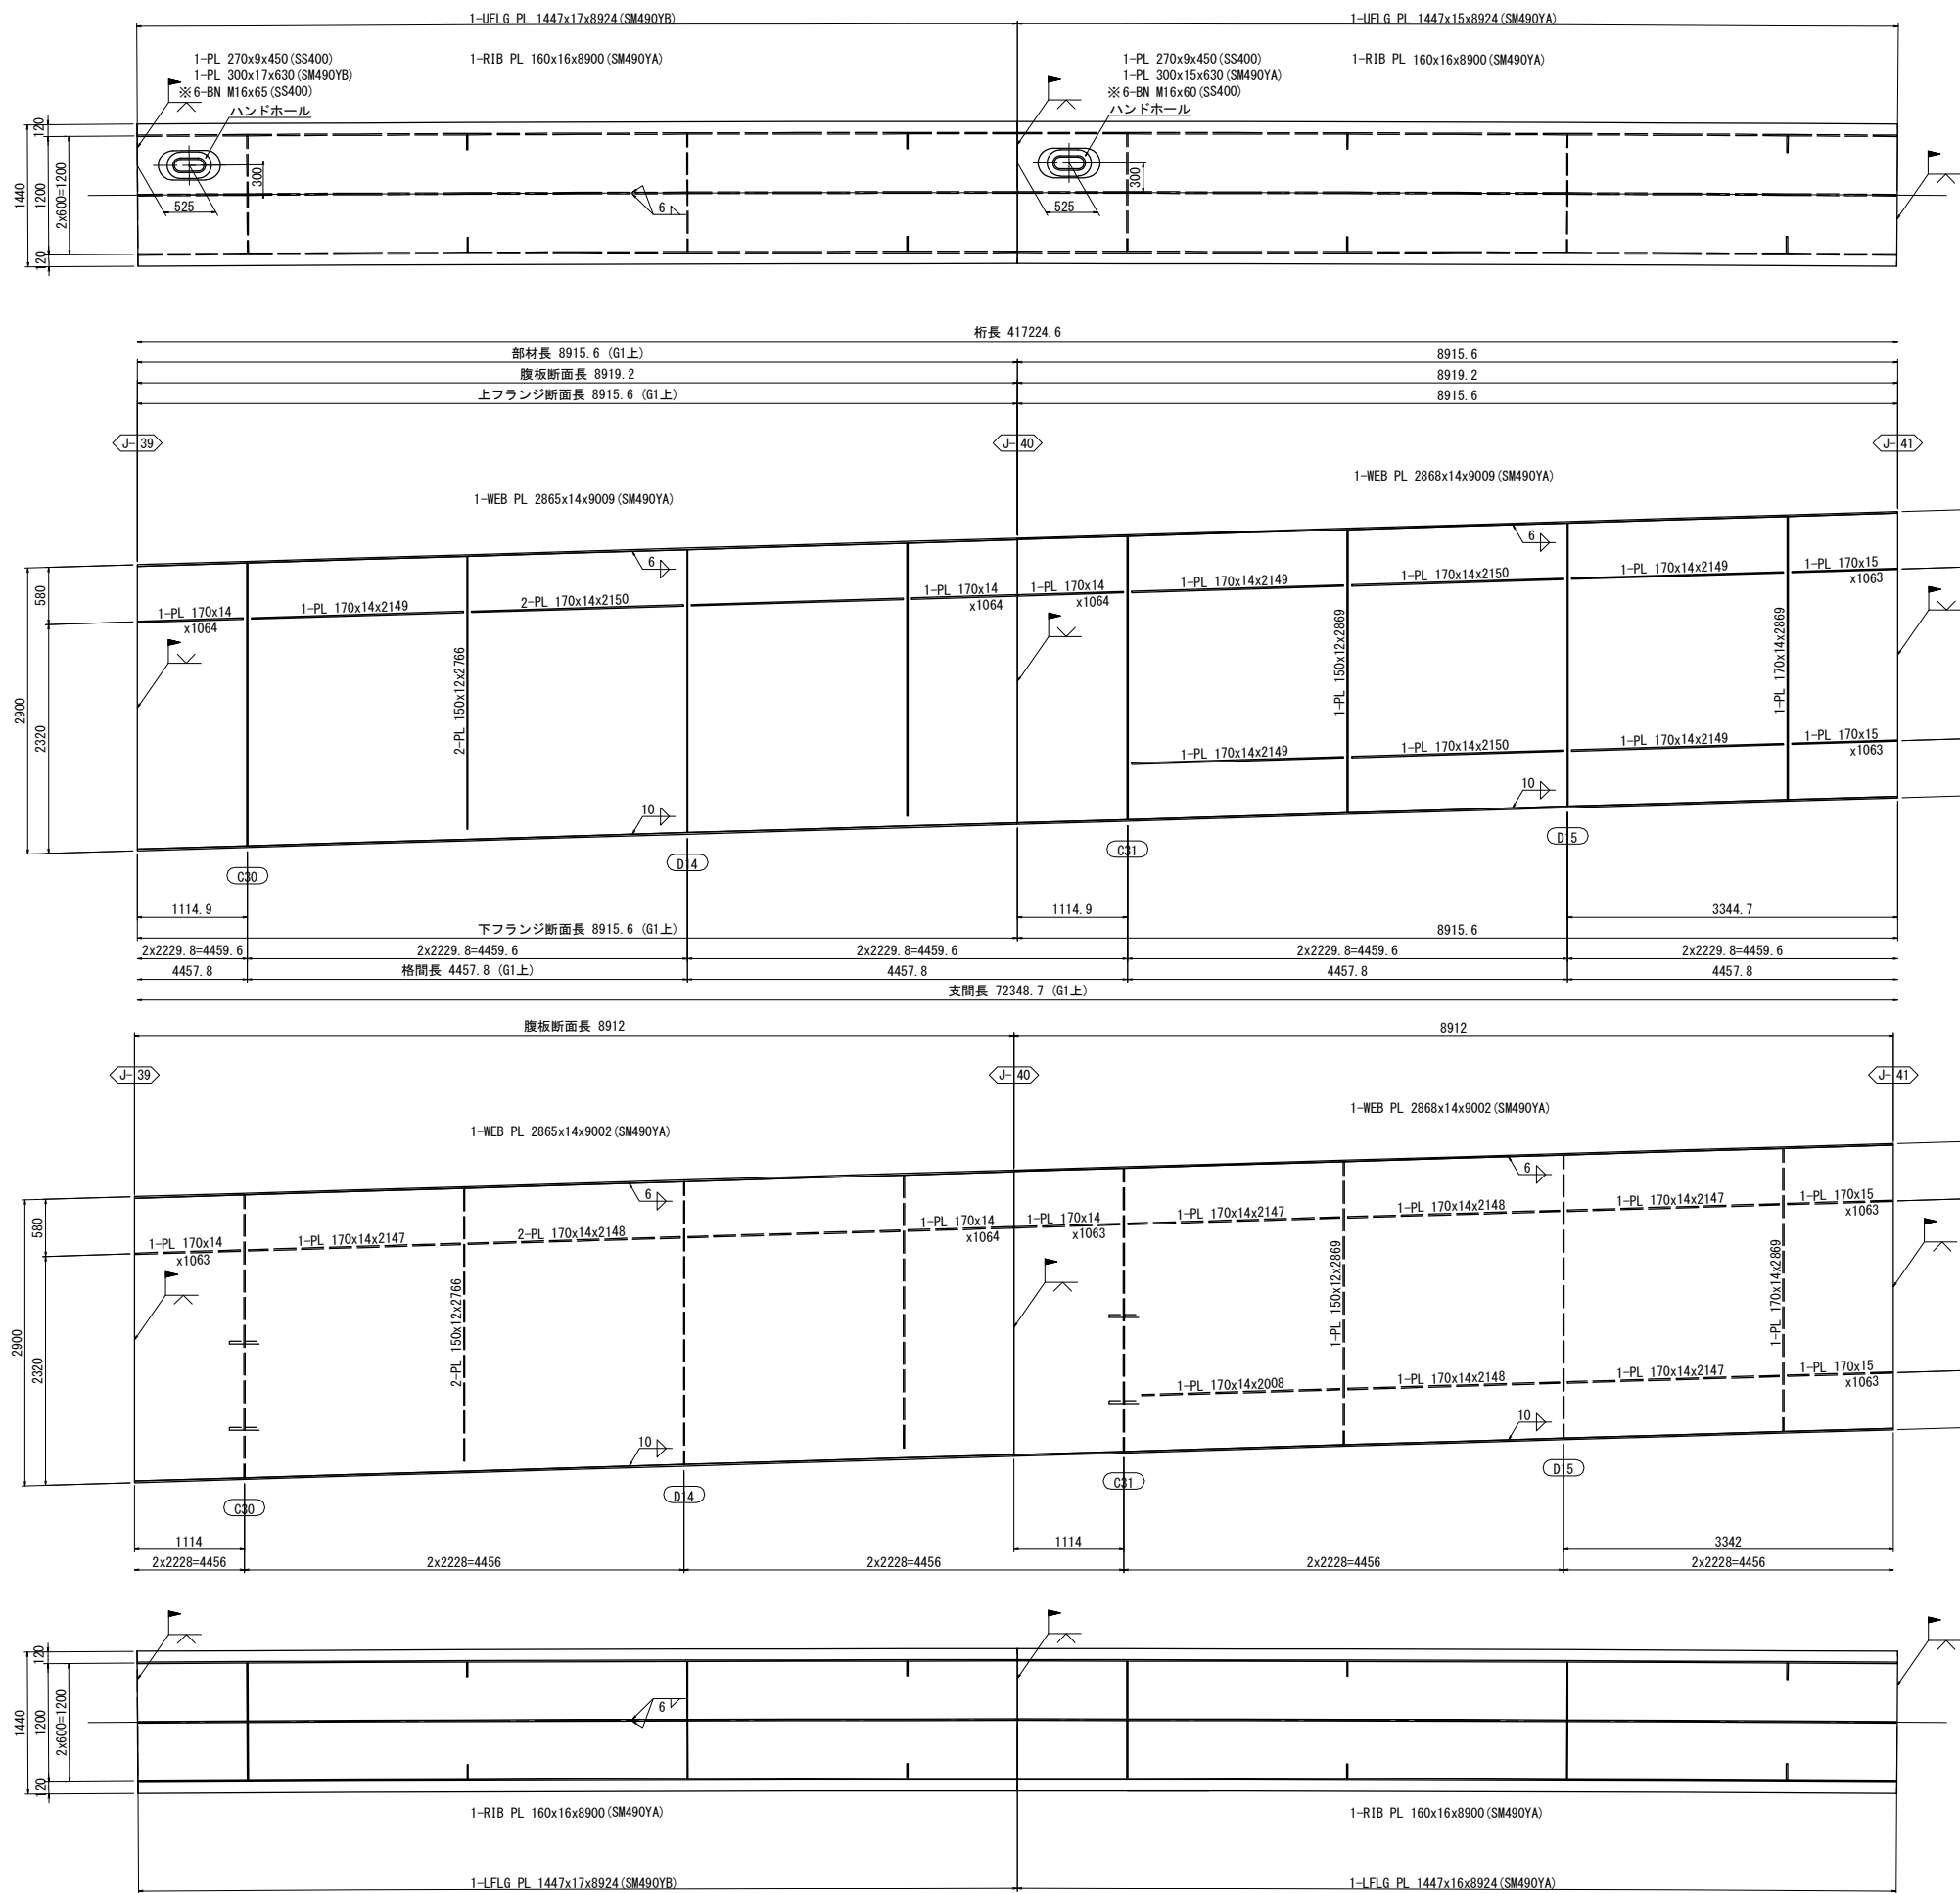 1-UFLG PL 1447x17x8924(SM490YB)
1-UFLG PL 1447x15x8924(SM490YA)
1-PL 270x9x450(SS400)
1-PL 300x17x630(SM490YB)
※6-BN M16x65(SS400)
ハンドホール
1-RIB PL 160x16x8900(SM490YA)
1-PL 270x9x450(SS400)
1-PL 300x15x630(SM490YA)
※6-BN M16x60(SS400)
ハンドホール
1-RIB PL 160x16x8900(SM490YA)
1440
120
1200
120
2x600=1200
300
525
6
300
525
桁長 417224.6
部材長 8915.6 (G1上)
8915.6
腹板断面長 8919.2
8919.2
上フランジ断面長 8915.6 (G1上)
8915.6
J-39
J-40
J-41
1-WEB PL 2865x14x9009(SM490YA)
1-WEB PL 2868x14x9009(SM490YA)
2900
580
2320
6
6
1-PL 170x14
x1064
1-PL 170x14x2149
2-PL 170x14x2150
1-PL 170x14
x1064
1-PL 170x14
x1064
1-PL 170x14x2149
1-PL 170x14x2150
1-PL 170x14x2149
1-PL 170x15
x1063
2-PL 150x12x2766
1-PL 150x12x2869
1-PL 170x14x2869
1-PL 170x14x2149
1-PL 170x14x2150
1-PL 170x14x2149
1-PL 170x15
x1063
10
10
C30
D14
C31
D15
1114.9
1114.9
3344.7
下フランジ断面長 8915.6 (G1上)
8915.6
2x2229.8=4459.6
2x2229.8=4459.6
2x2229.8=4459.6
2x2229.8=4459.6
2x2229.8=4459.6
4457.8
格間長 4457.8 (G1上)
4457.8
4457.8
4457.8
支間長 72348.7 (G1上)
腹板断面長 8912
8912
J-39
J-40
J-41
1-WEB PL 2865x14x9002(SM490YA)
1-WEB PL 2868x14x9002(SM490YA)
2900
580
2320
6
6
1-PL 170x14
x1063
1-PL 170x14x2147
2-PL 170x14x2148
1-PL 170x14
x1064
1-PL 170x14
x1063
1-PL 170x14x2147
1-PL 170x14x2148
1-PL 170x14x2147
1-PL 170x15
x1063
2-PL 150x12x2766
1-PL 150x12x2869
1-PL 170x14x2869
1-PL 170x14x2008
1-PL 170x14x2148
1-PL 170x14x2147
1-PL 170x15
x1063
10
10
C30
D14
C31
D15
1114
1114
3342
2x2228=4456
2x2228=4456
2x2228=4456
2x2228=4456
2x2228=4456
1440
120
1200
120
2x600=1200
6
1-RIB PL 160x16x8900(SM490YA)
1-RIB PL 160x16x8900(SM490YA)
1-LFLG PL 1447x17x8924(SM490YB)
1-LFLG PL 1447x16x8924(SM490YA)